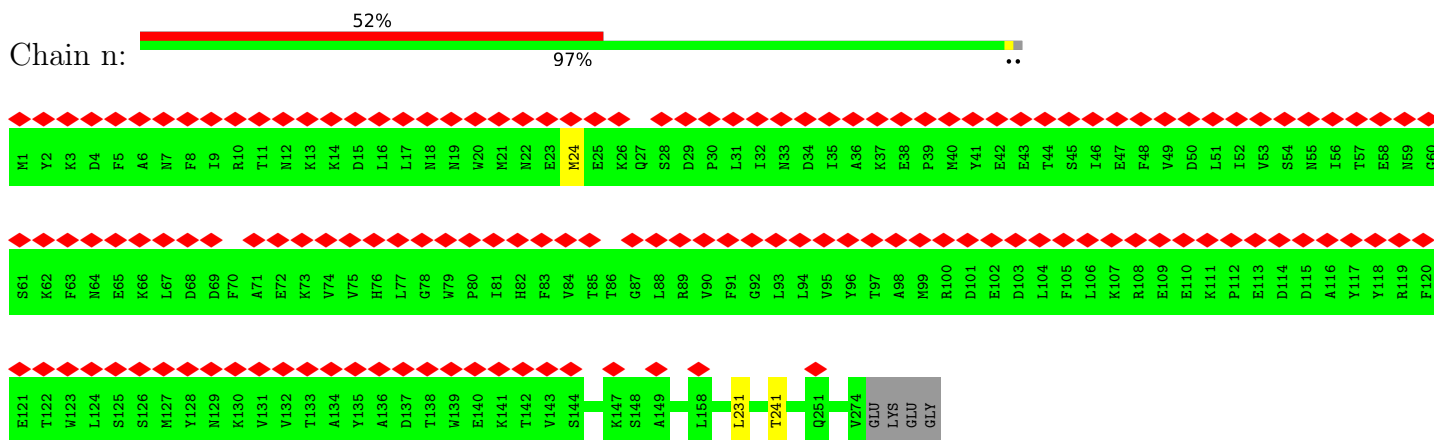 52%
Chain n:
97%
M1 Y2 K3 D4 F5 A6 N7 F8 I9 R10 T11 N12 K13 K14 D15 L16 L17 N18 N19 W20 M21 N22 E23 M24 E25 K26 Q27 S28 D29 P30 L31 I32 N33 D34 I35 A36 K37 E38 P39 M40 Y41 E42 E43 T44 S45 I46 E47 F48 V49 D50 L51 I52 V53 S54 N55 I56 T57 E58 N59 G60
S61 K62 F63 N64 E65 K66 L67 D68 D69 F70 A71 E72 K73 V74 V75 H76 L77 G78 W79 P80 I81 H82 F83 V84 T85 T86 G87 L88 R89 V90 F91 G92 L93 L94 V95 Y96 T97 A98 M99 R100 D101 E102 D103 L104 F105 L106 K107 R108 E109 E110 K111 P112 E113 D114 D115 A116 Y117 Y118 R119 F120
E121 T122 W123 L124 S125 S126 M127 Y128 N129 K130 V131 V132 T133 A134 Y135 A136 D137 T138 W139 E140 K141 T142 V143 S144 K147 S148 A149 L158 L231 T241 Q251 V274 GLU LYS GLU GLY